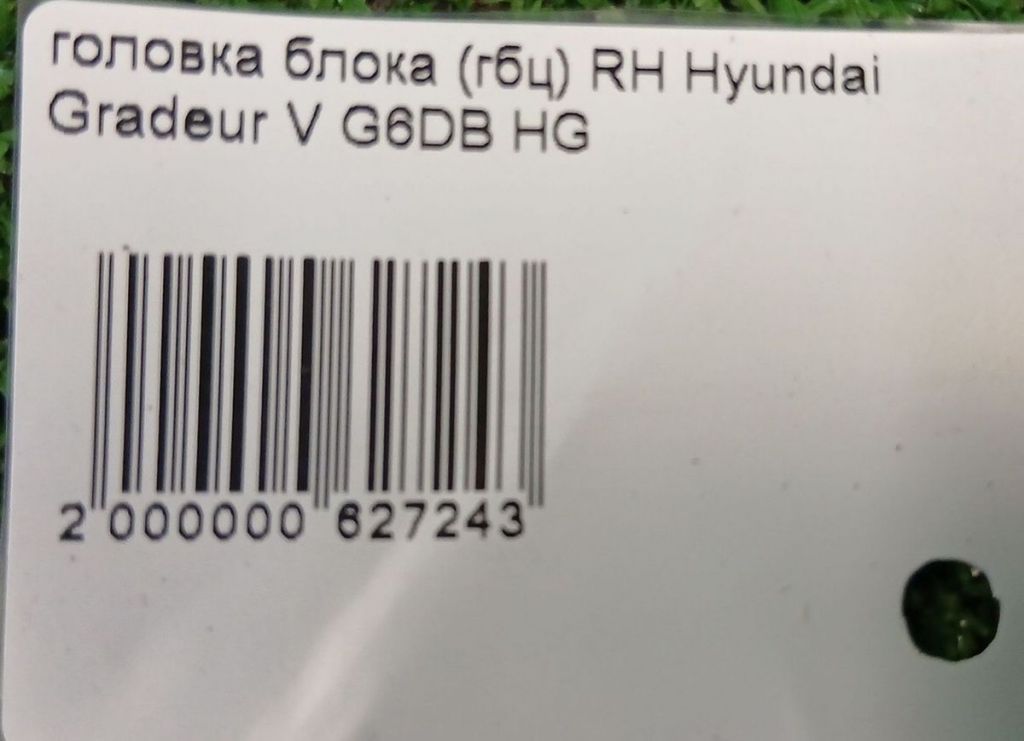 головка блока (гбц) RH Hyundai
Gradeur V G6DB HG
2 000000 627243